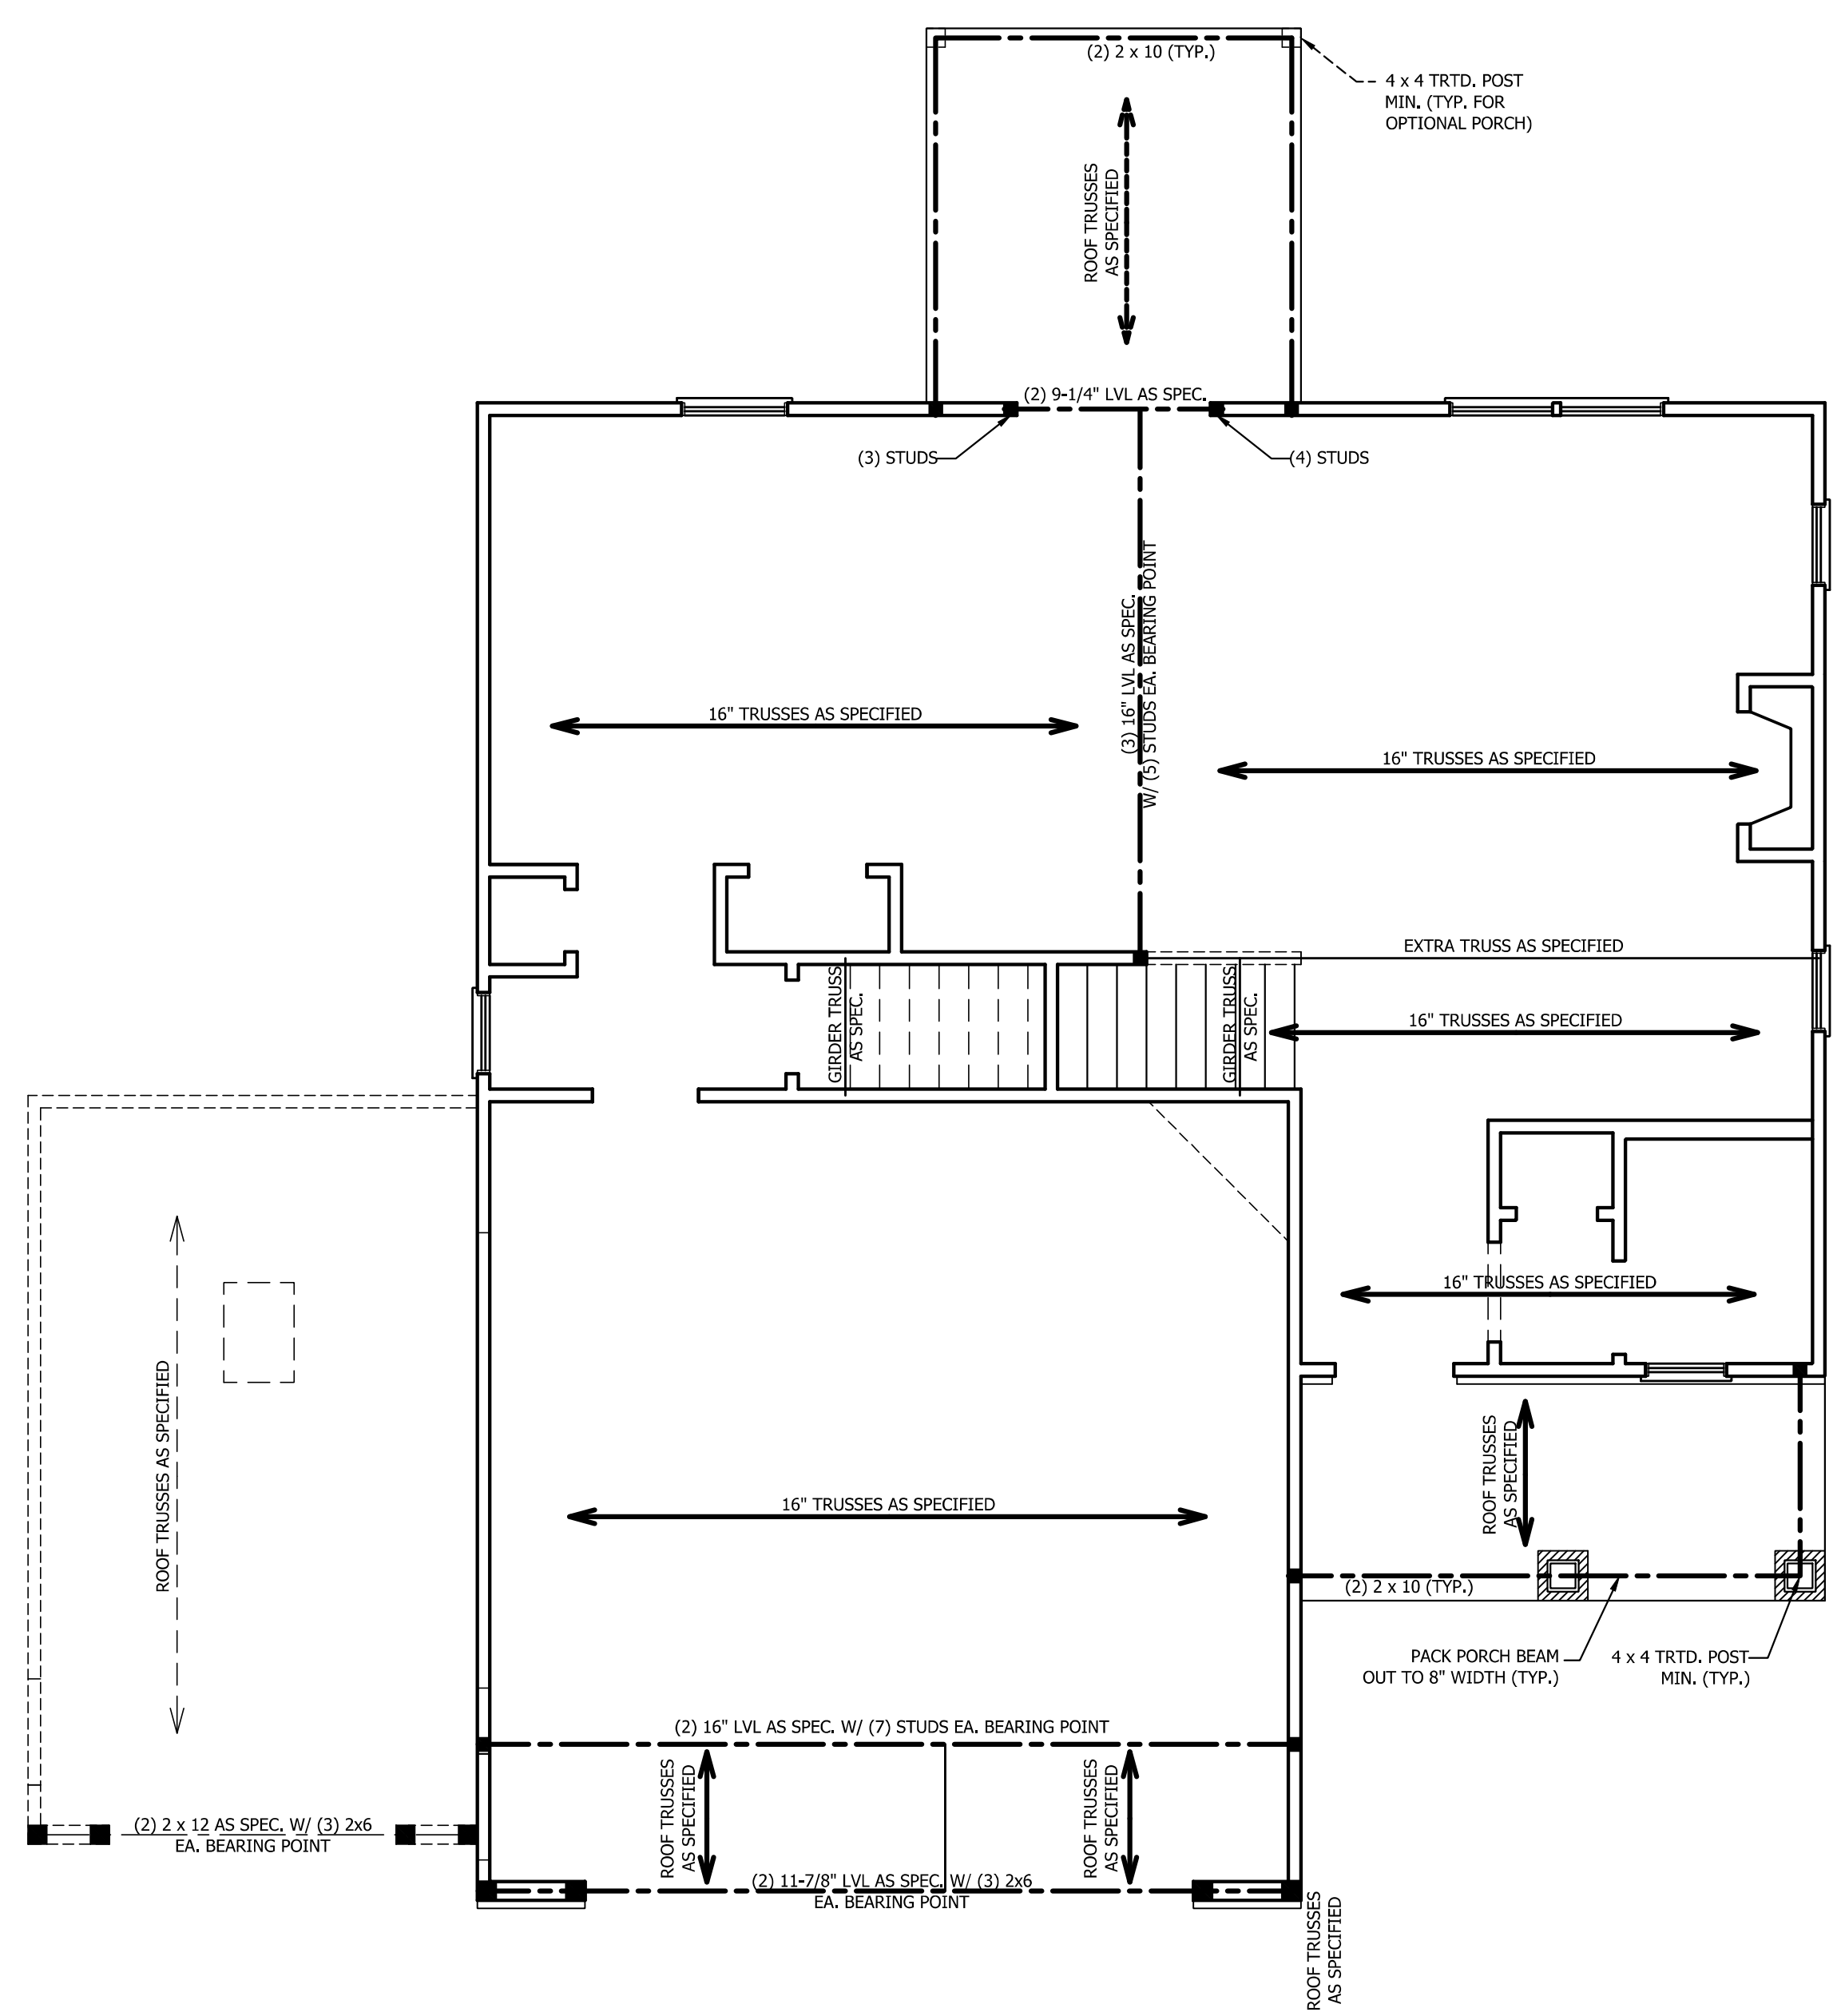 (2) 2 x 10 (TYP.)
4 x 4 TRTD. POST
MIN. (TYP. FOR
OPTIONAL PORCH)
ROOF TRUSSES
AS SPECIFIED
(2) 9-1/4" LVL AS SPEC.
(3) STUDS
(4) STUDS
(3) 16" LVL AS SPEC.
W/ (5) STUDS EA. BEARING POINT
16" TRUSSES AS SPECIFIED
16" TRUSSES AS SPECIFIED
EXTRA TRUSS AS SPECIFIED
GIRDER TRUSS
AS SPEC.
GIRDER TRUSS
AS SPEC.
16" TRUSSES AS SPECIFIED
16" TRUSSES AS SPECIFIED
ROOF TRUSSES AS SPECIFIED
ROOF TRUSSES
AS SPECIFIED
16" TRUSSES AS SPECIFIED
(2) 2 x 10 (TYP.)
PACK PORCH BEAM
OUT TO 8" WIDTH (TYP.)
4 x 4 TRTD. POST
MIN. (TYP.)
(2) 16" LVL AS SPEC. W/ (7) STUDS EA. BEARING POINT
ROOF TRUSSES
AS SPECIFIED
ROOF TRUSSES
AS SPECIFIED
(2) 2 x 12 AS SPEC. W/ (3) 2x6
EA. BEARING POINT
(2) 11-7/8" LVL AS SPEC. W/ (3) 2x6
EA. BEARING POINT
ROOF TRUSSES
AS SPECIFIED